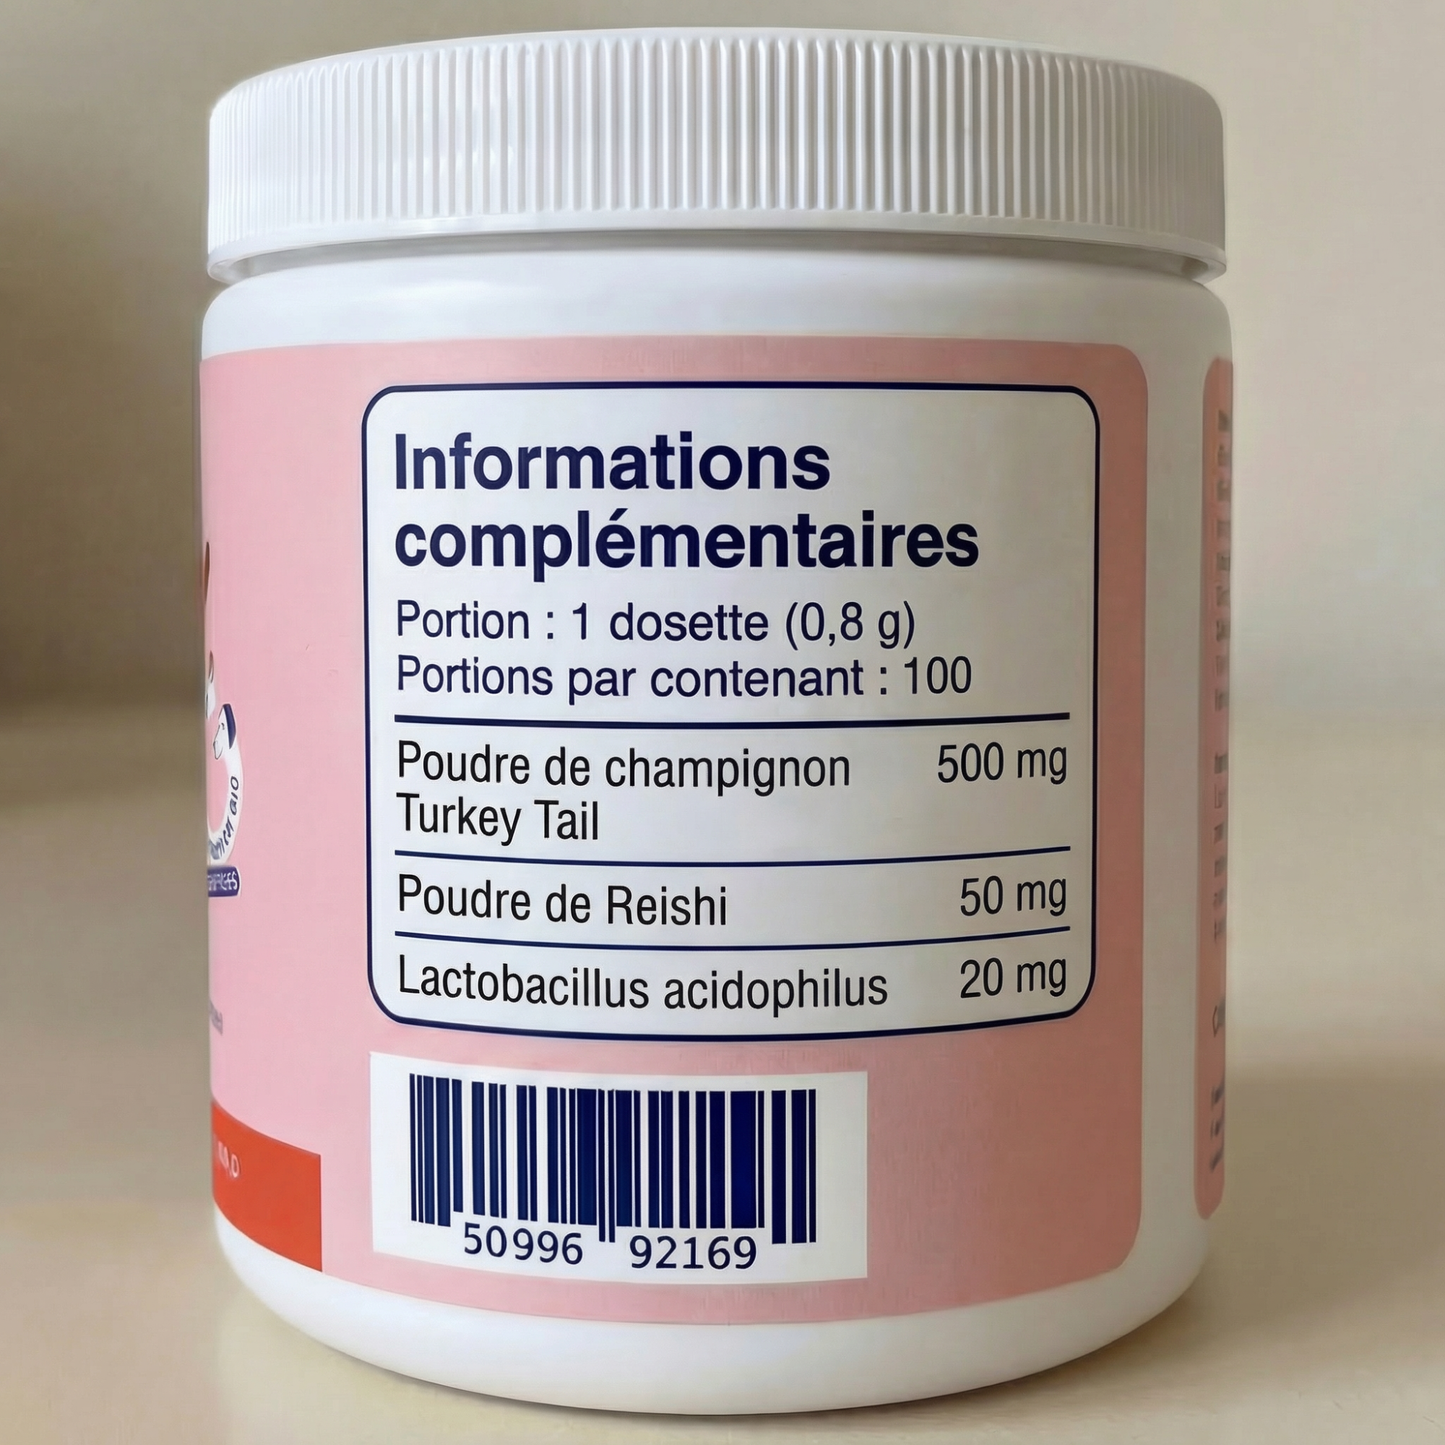 Informations
complémentaires
Portion : 1 dosette (0,8 g)
Portions par contenant : 100
Poudre de champignon 500 mg
Turkey Tail
Poudre de Reishi 50 mg
Lactobacillus acidophilus 20 mg
50996 92169